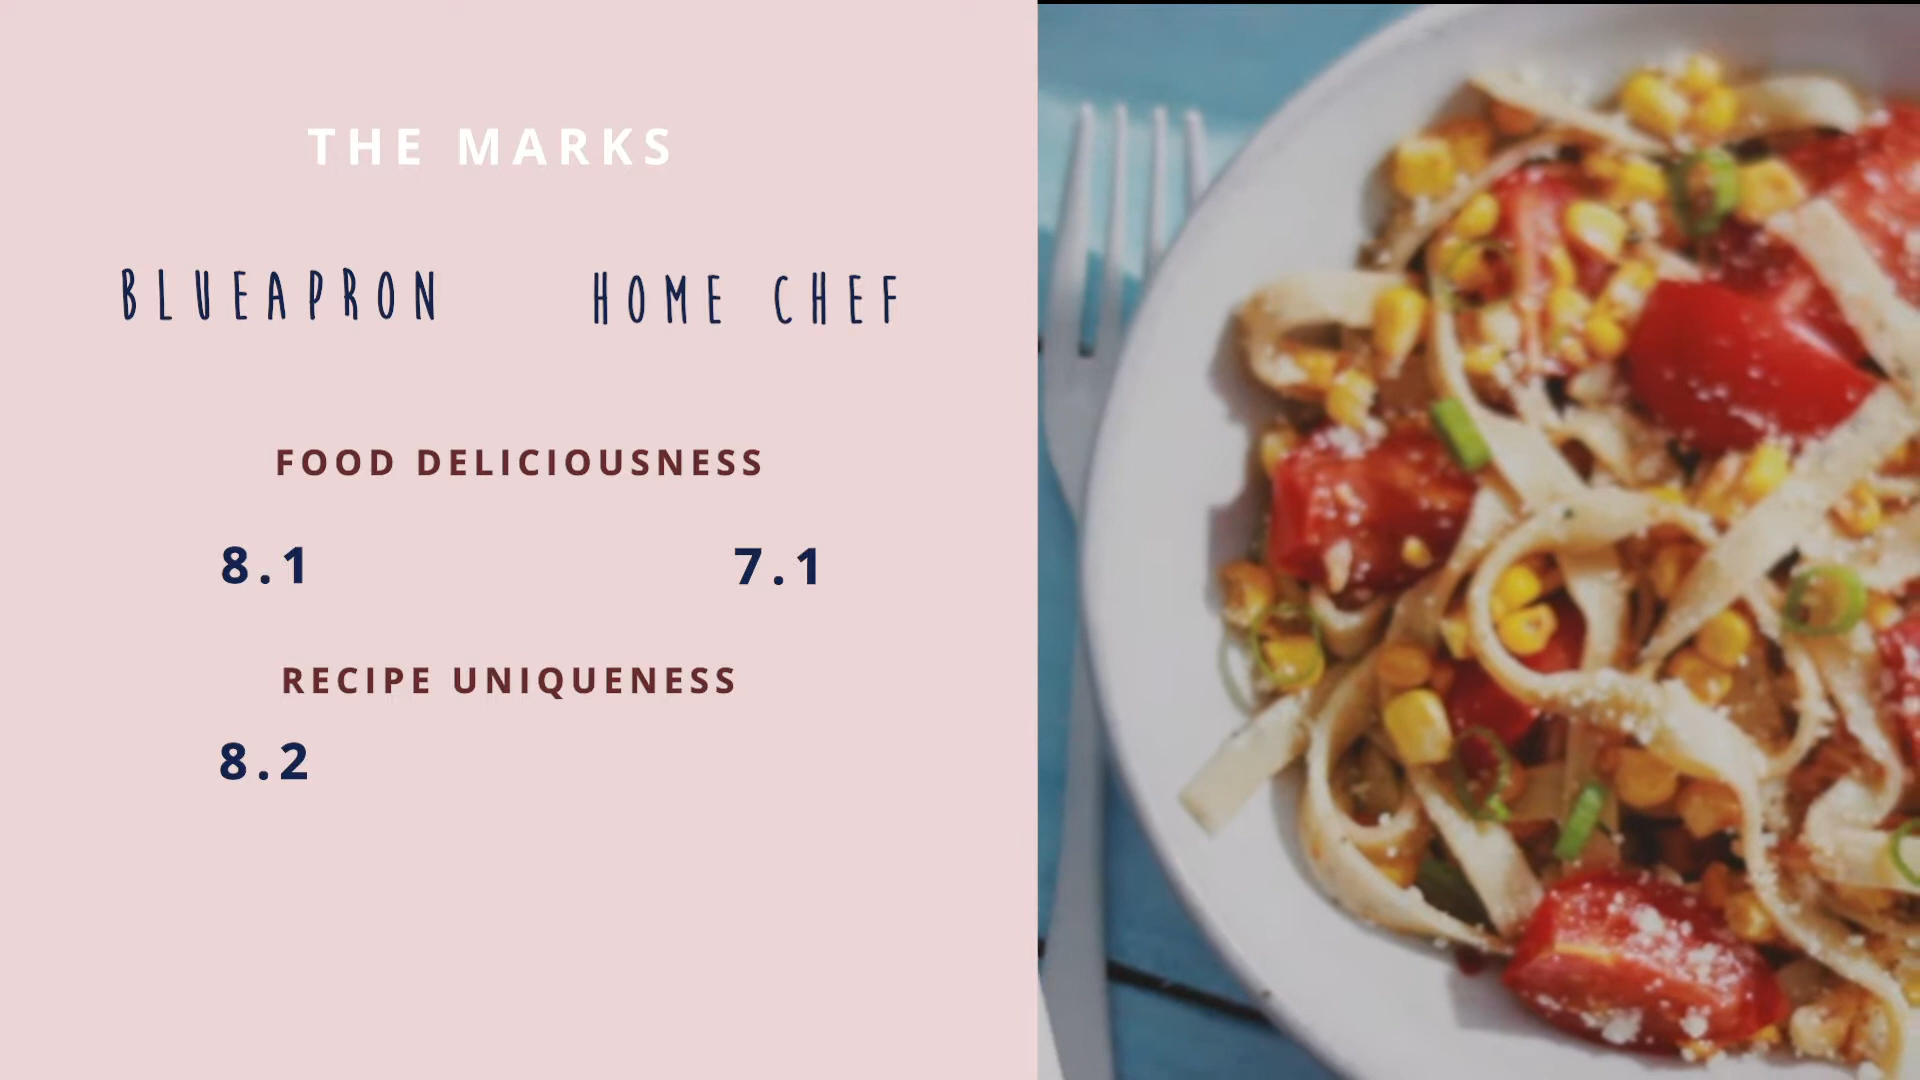 THE MARKS
BLUEAPRON HOME CHEF
FOOD DELICIOUSNESS
8.1 7.1
RECIPE UNIQUENESS
8.2